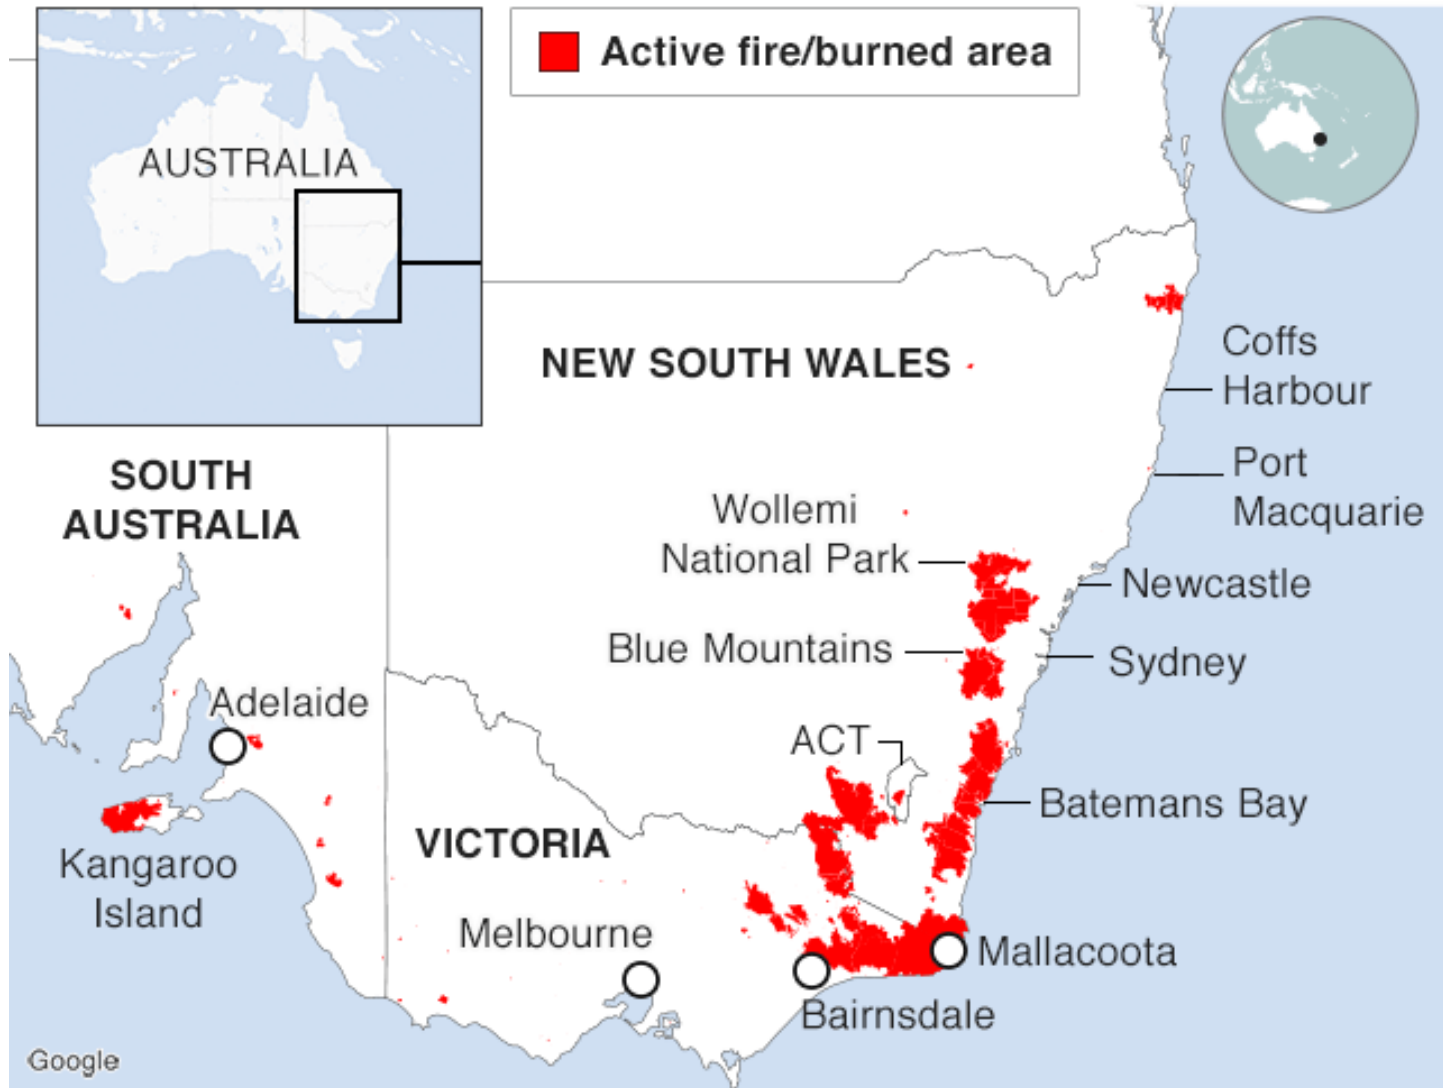 Active fire/burned area
AUSTRALIA
NEW SOUTH WALES
Coffs
Harbour
SOUTH
AUSTRALIA
Port
Macquarie
Wollemi
National Park
Newcastle
Blue Mountains
Sydney
Adelaide
ACT
Batemans Bay
VICTORIA
Kangaroo
Island
Melbourne
Mallacoota
Bairnsdale
Google